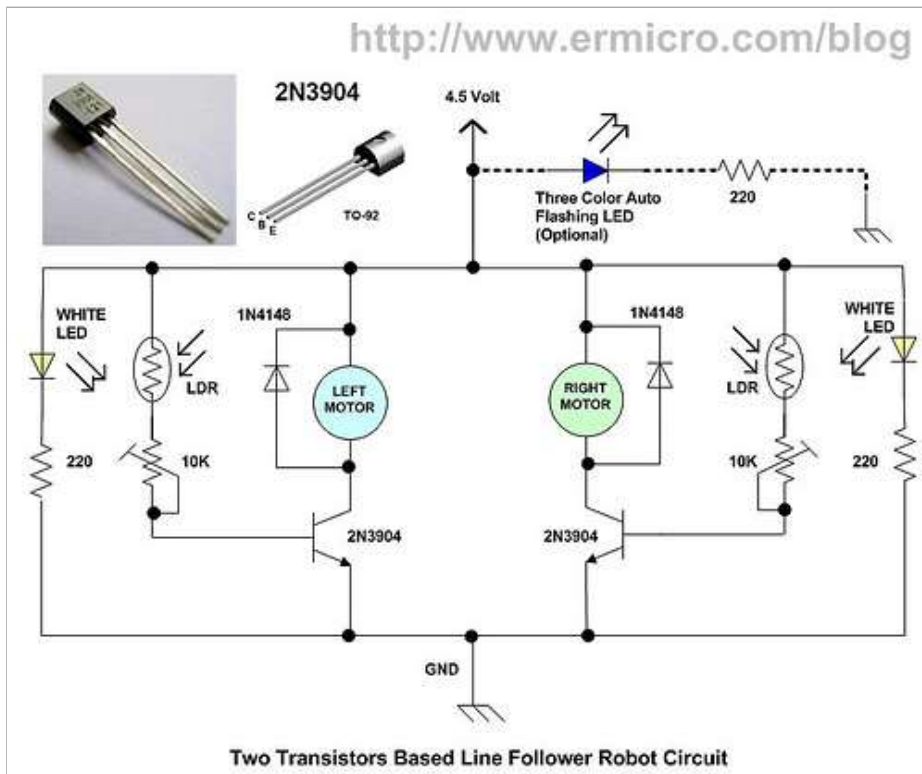 http://www.ermicro.com/blog
2N3904
4.5 Volt
C
B
E
TO-92
Three Color Auto
Flashing LED
(Optional)
220
WHITE
LED
1N4148
1N4148
WHITE
LED
LDR
LEFT
MOTOR
RIGHT
MOTOR
LDR
220
10K
10K
220
2N3904
2N3904
GND
Two Transistors Based Line Follower Robot Circuit